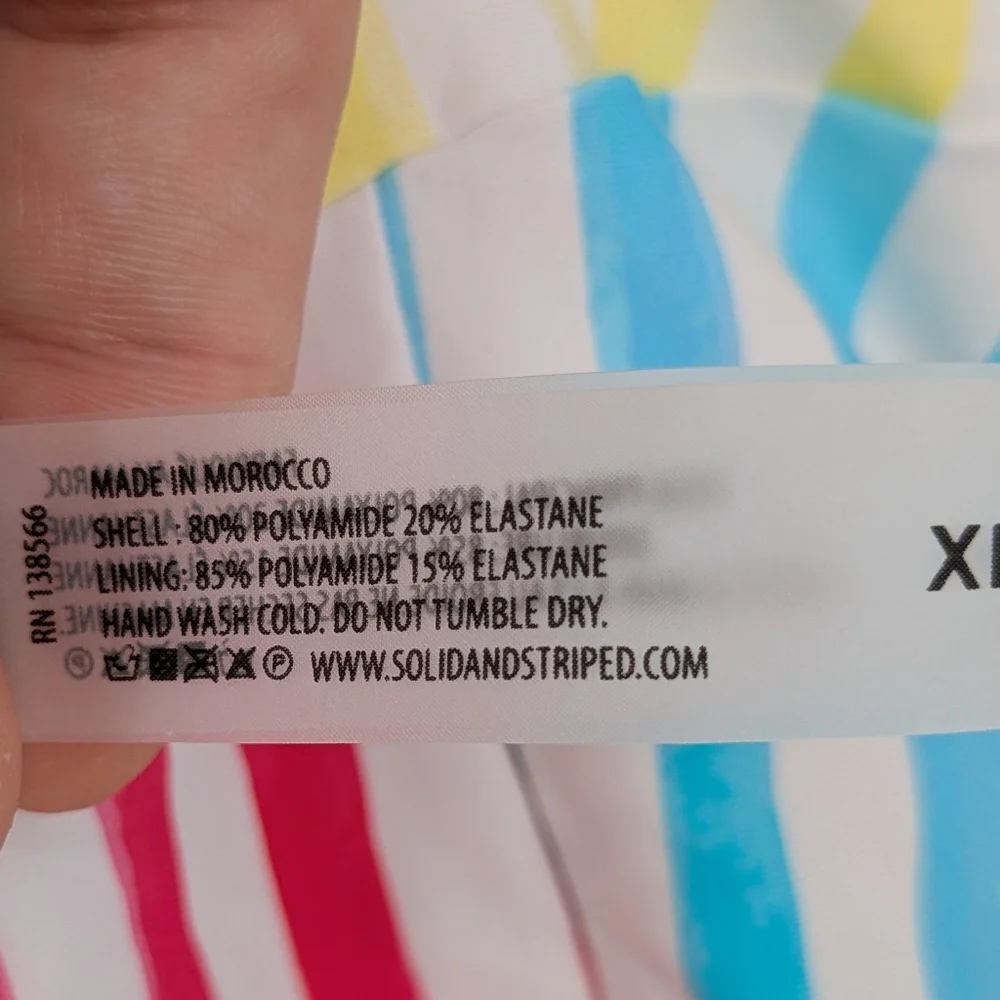 MADE IN MOROCCO
SHELL : 80% POLYAMIDE 20% ELASTANE
LINING: 85% POLYAMIDE 15% ELASTANE
HAND WASH COLD. DO NOT TUMBLE DRY.
Ⓟ WWW.SOLIDANDSTRIPED.COM
RN 138566